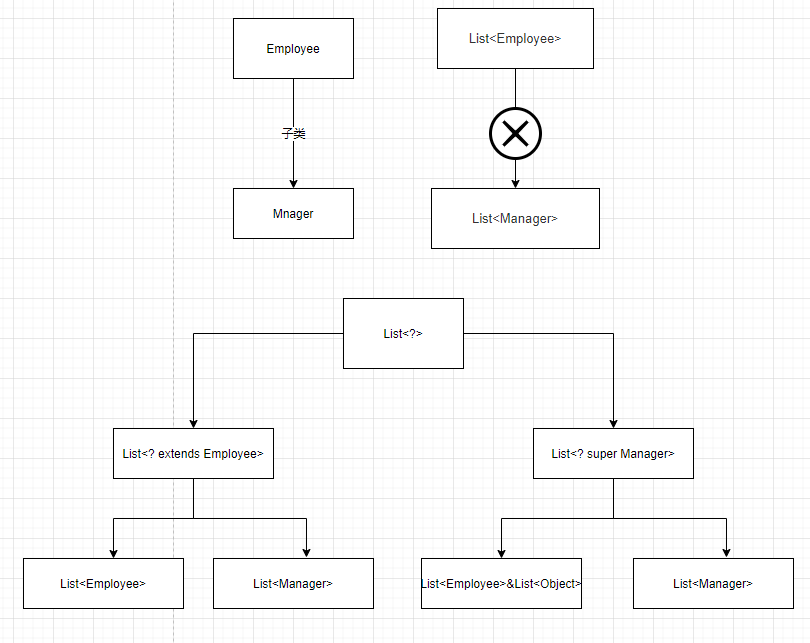 Employee
List<Employee>
子类
Mnager
List<Manager>
List<?>
List<? extends Employee>
List<? super Manager>
List<Employee>
List<Manager>
List<Employee>&List<Object>
List<Manager>